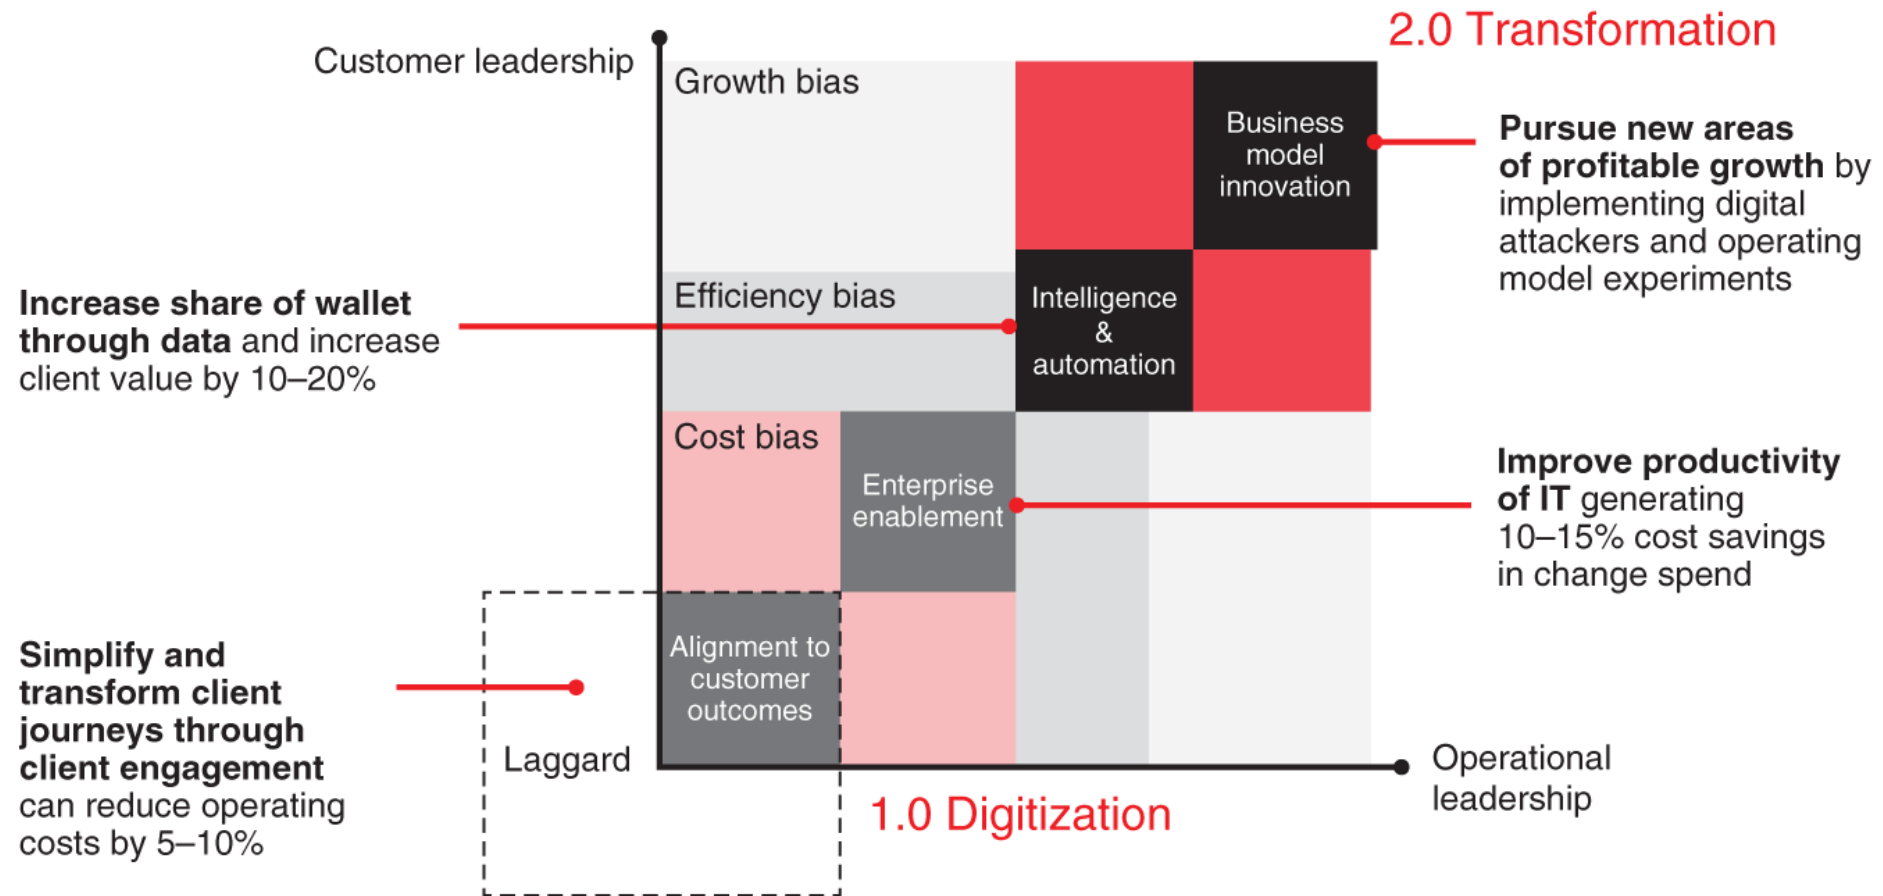 2.0 Transformation
Customer leadership
Growth bias
Business
model
innovation
Pursue new areas
of profitable growth by
implementing digital
attackers and operating
model experiments
Increase share of wallet
through data and increase
client value by 10–20%
Efficiency bias
Intelligence
&
automation
Cost bias
Enterprise
enablement
Improve productivity
of IT generating
10–15% cost savings
in change spend
Simplify and
transform client
journeys through
client engagement
can reduce operating
costs by 5–10%
Alignment to
customer
outcomes
Laggard
Operational
leadership
1.0 Digitization